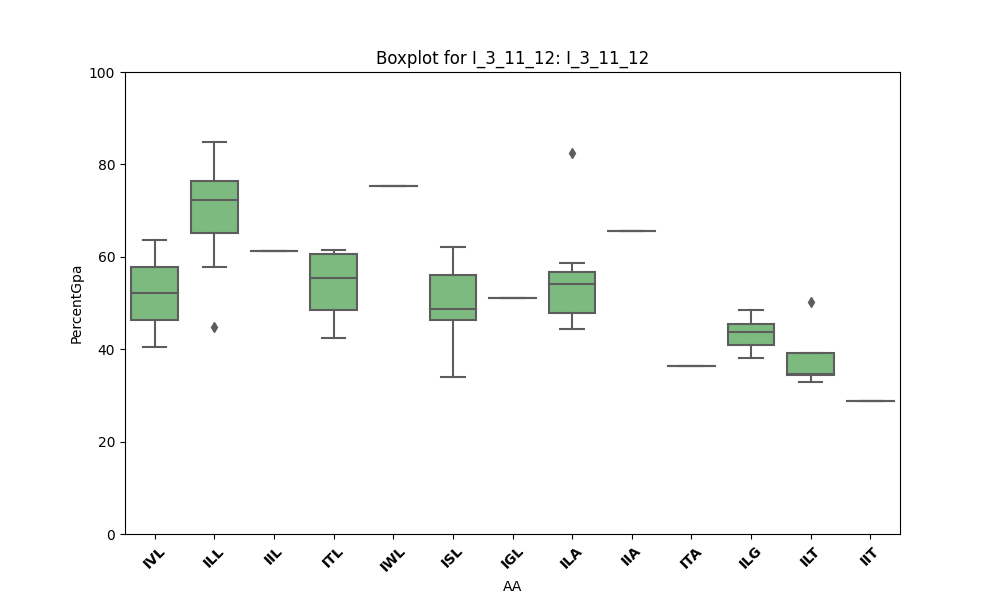 Boxplot for I_3_11_12: I_3_11_12
PercentGpa
100
80
60
40
20
0
IVL
ILL
IIL
ITL
IWL
ISL
IGL
ILA
IIA
ITA
ILG
ILT
IIT
AA